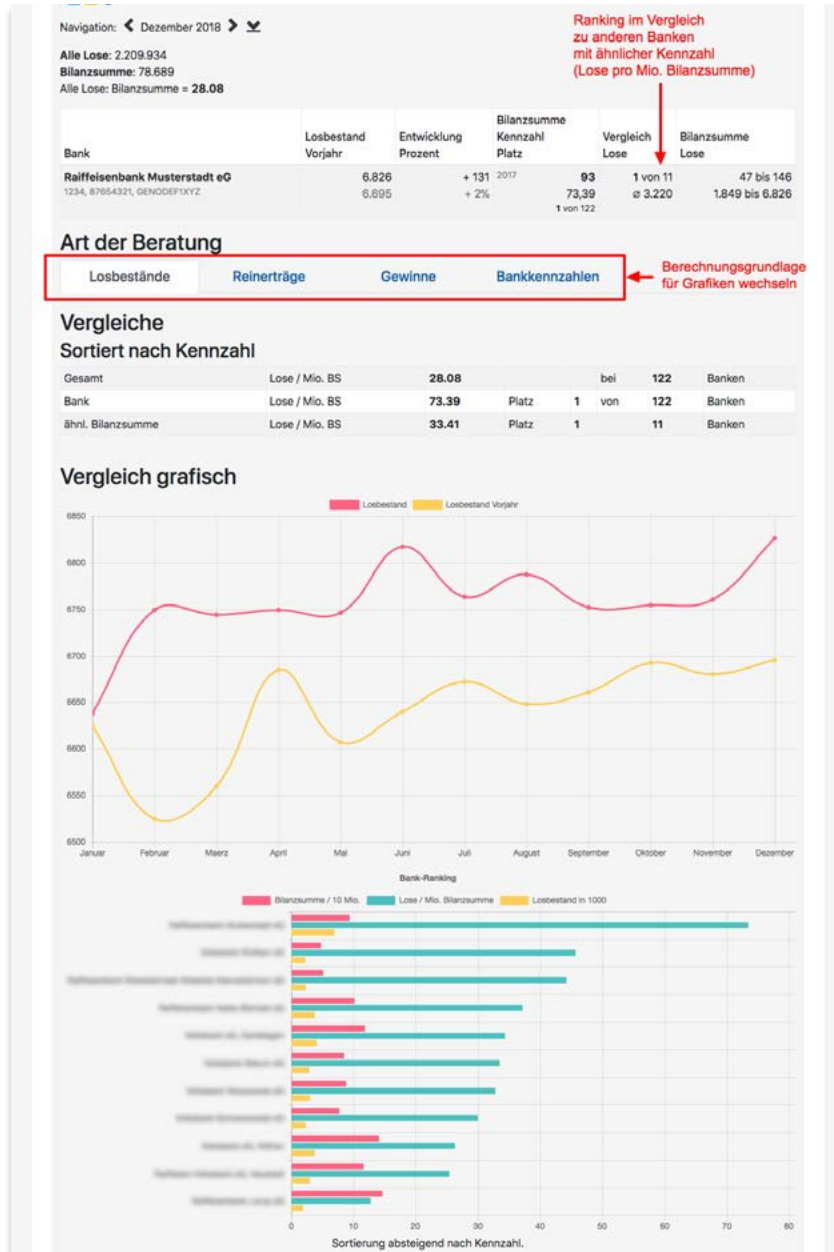 Navigation: Dezember 2018
Alle Lose: 2.209.934
Bilanzsumme: 78.689
Alle Lose: Bilanzsumme = 28.08
Ranking im Vergleich
zu anderen Banken
mit ähnlicher Kennzahl
(Lose pro Mio. Bilanzsumme)
Bank Losbestand Vorjahr Entwicklung Prozent Bilanzsumme Kennzahl Platz Vergleich Lose Bilanzsumme Lose
Raiffeisenbank Musterstadt eG 6.826 + 131 2017 93 1 von 11 47 bis 146
1234, 87654321, GENODEF1XYZ 6.695 + 2% 73,39 ø 3.220 1.849 bis 6.826
1 von 122
Art der Beratung
Losbestände Reinerträge Gewinne Bankkennzahlen
Berechnungsgrundlage
für Grafiken wechseln
Vergleiche
Sortiert nach Kennzahl
Gesamt Lose / Mio. BS 28.08 bei 122 Banken
Bank Lose / Mio. BS 73.39 Platz 1 von 122 Banken
ähnl. Bilanzsumme Lose / Mio. BS 33.41 Platz 1 11 Banken
Vergleich grafisch
Losbestand Losbestand Vorjahr
6850
6800
6750
6700
6650
6600
6550
6500
Januar Februar Maerz April Mai Juni Juli August September Oktober November Dezember
Bank-Ranking
Bilanzsumme / 10 Mio. Lose / Mio. Bilanzsumme Losbestand in 1000
0 10 20 30 40 50 60 70 80
Sortierung absteigend nach Kennzahl.